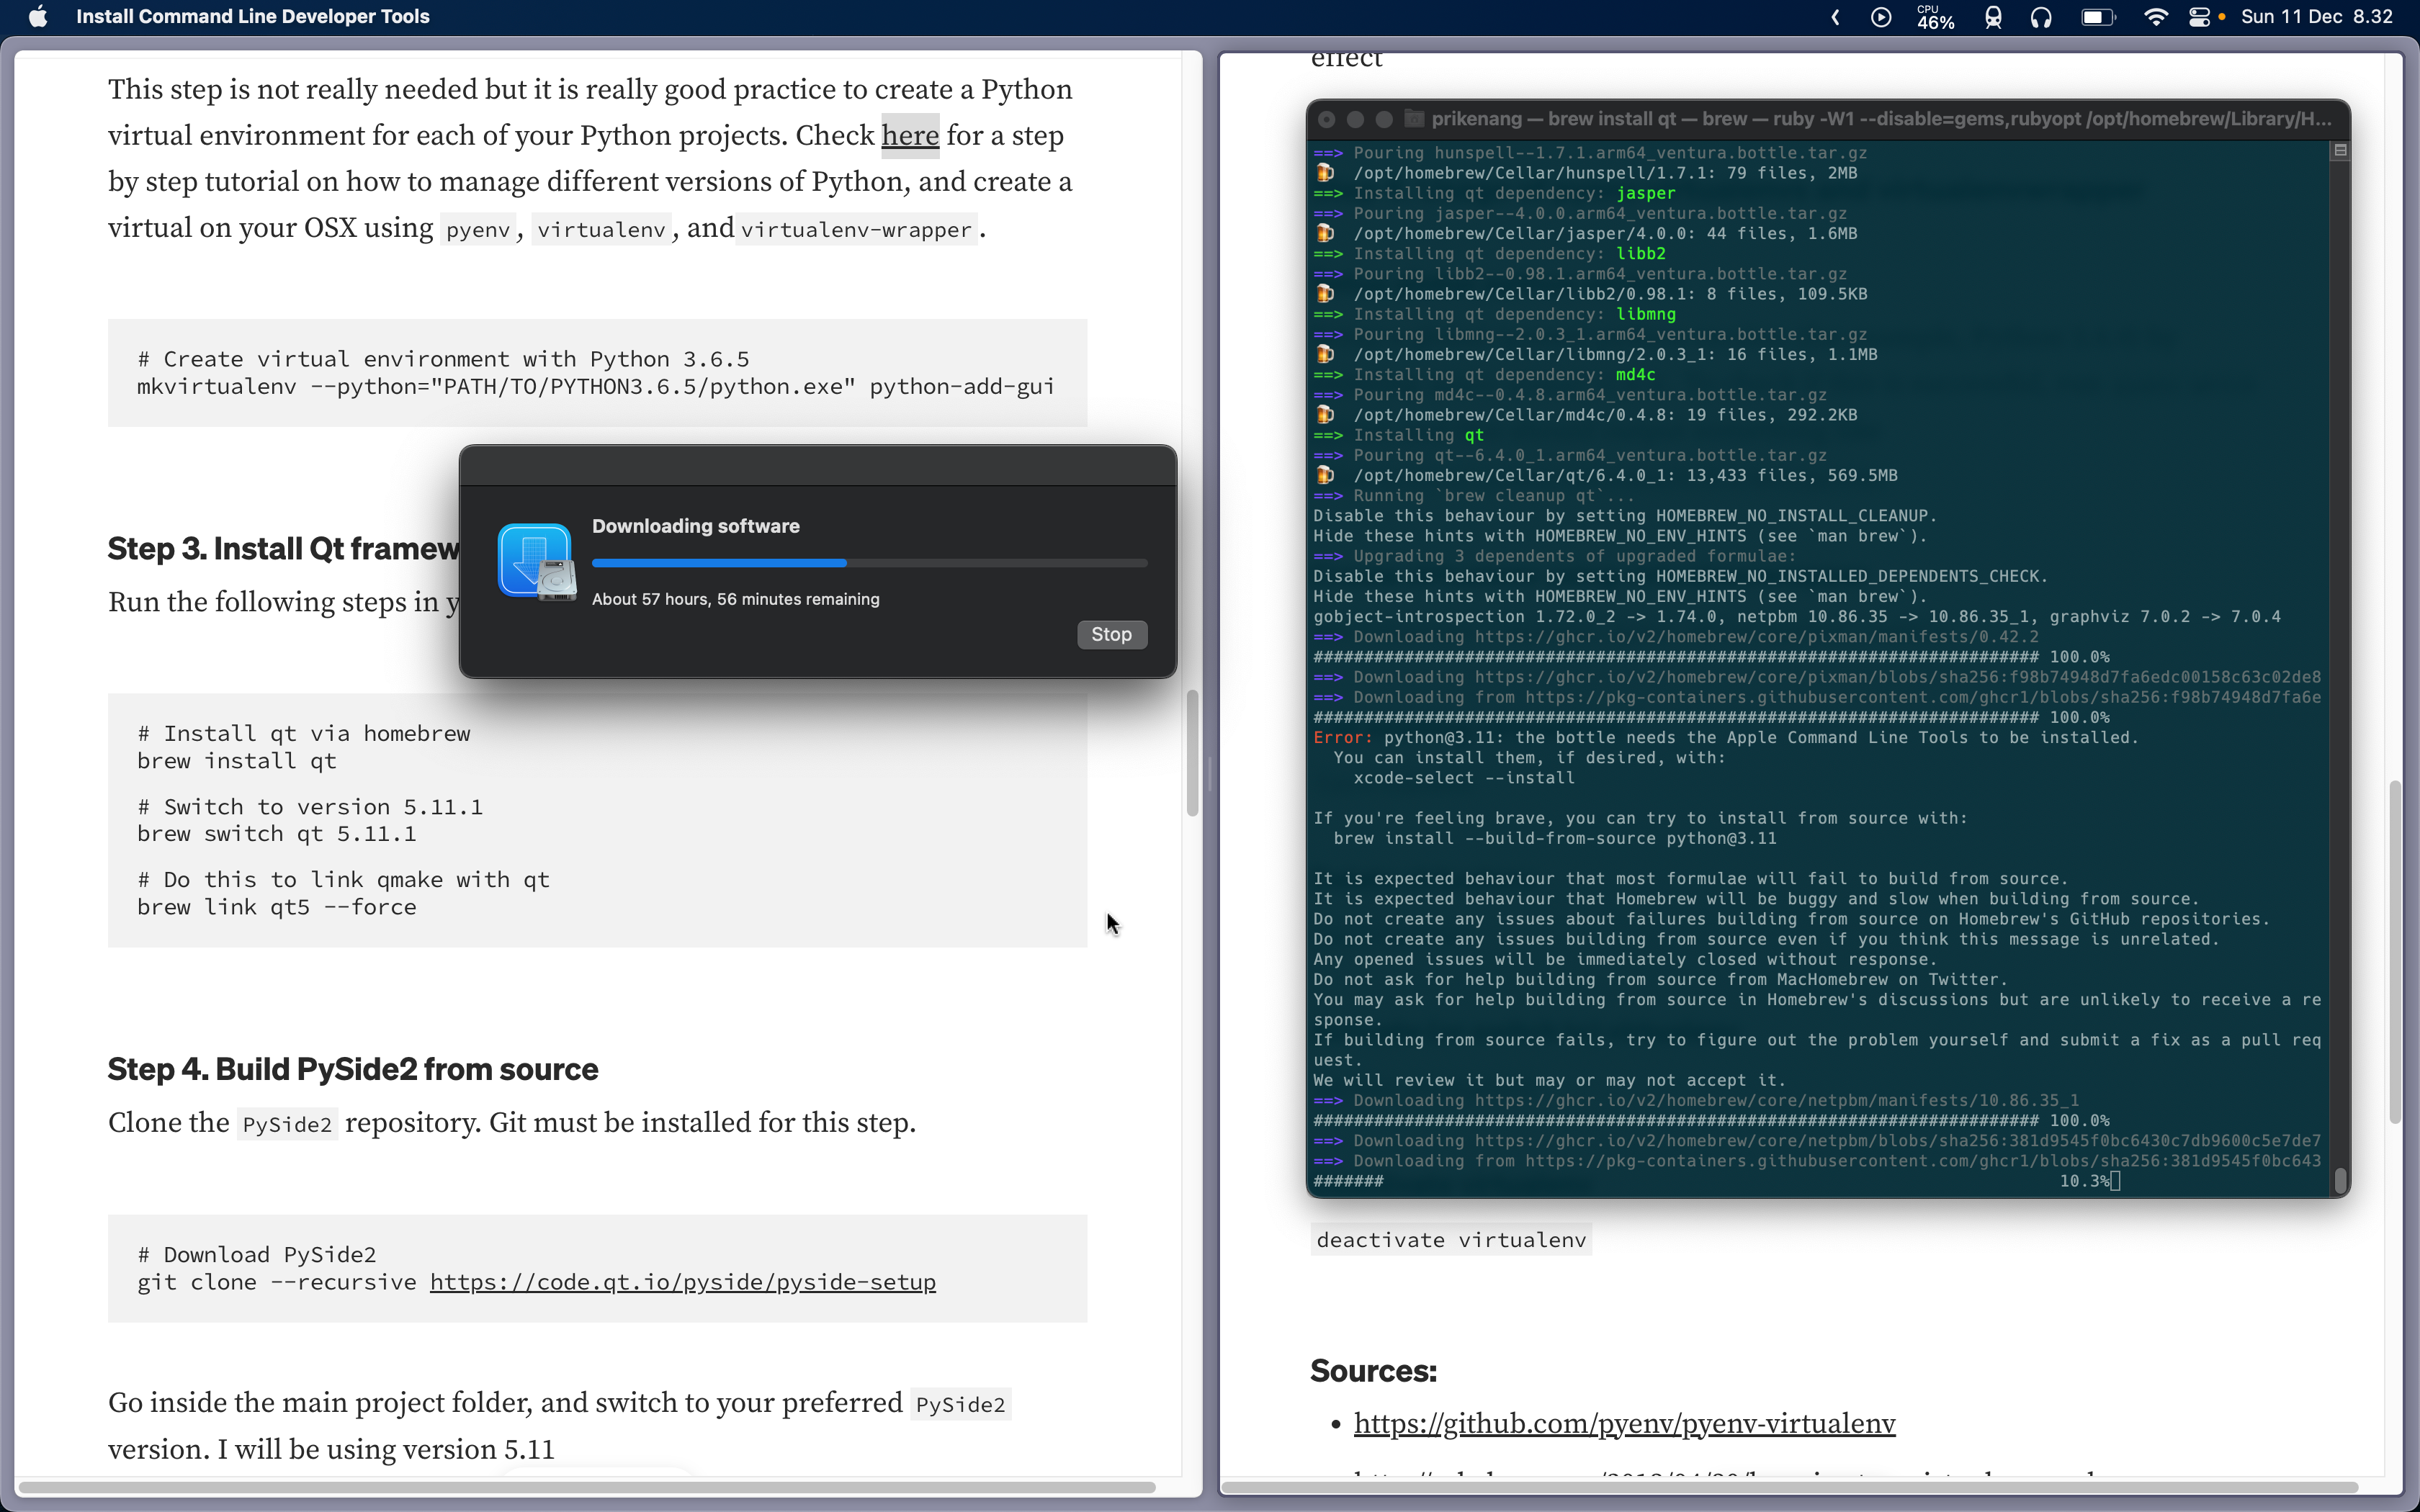 Install Command Line Developer Tools
CPU
46%
Sun 11 Dec 8.32
This step is not really needed but it is really good practice to create a Python
virtual environment for each of your Python projects. Check here for a step
by step tutorial on how to manage different versions of Python, and create a
virtual on your OSX using pyenv, virtualenv, and virtualenv-wrapper.
# Create virtual environment with Python 3.6.5
mkvirtualenv --python="PATH/TO/PYTHON3.6.5/python.exe" python-add-gui
Step 3. Install Qt framew
Run the following steps in y
Downloading software
About 57 hours, 56 minutes remaining
Stop
# Install qt via homebrew
brew install qt
# Switch to version 5.11.1
brew switch qt 5.11.1
# Do this to link qmake with qt
brew link qt5 --force
Step 4. Build PySide2 from source
Clone the PySide2 repository. Git must be installed for this step.
# Download PySide2
git clone --recursive https://code.qt.io/pyside/pyside-setup
Go inside the main project folder, and switch to your preferred PySide2
version. I will be using version 5.11
effect
prikenang — brew install qt — brew — ruby -W1 --disable=gems,rubyopt /opt/homebrew/Library/H...
==> Pouring hunspell--1.7.1.arm64_ventura.bottle.tar.gz
🍺 /opt/homebrew/Cellar/hunspell/1.7.1: 79 files, 2MB
==> Installing qt dependency: jasper
==> Pouring jasper--4.0.0.arm64_ventura.bottle.tar.gz
🍺 /opt/homebrew/Cellar/jasper/4.0.0: 44 files, 1.6MB
==> Installing qt dependency: libb2
==> Pouring libb2--0.98.1.arm64_ventura.bottle.tar.gz
🍺 /opt/homebrew/Cellar/libb2/0.98.1: 8 files, 109.5KB
==> Installing qt dependency: libmng
==> Pouring libmng--2.0.3_1.arm64_ventura.bottle.tar.gz
🍺 /opt/homebrew/Cellar/libmng/2.0.3_1: 16 files, 1.1MB
==> Installing qt dependency: md4c
==> Pouring md4c--0.4.8.arm64_ventura.bottle.tar.gz
🍺 /opt/homebrew/Cellar/md4c/0.4.8: 19 files, 292.2KB
==> Installing qt
==> Pouring qt--6.4.0_1.arm64_ventura.bottle.tar.gz
🍺 /opt/homebrew/Cellar/qt/6.4.0_1: 13,433 files, 569.5MB
==> Running `brew cleanup qt`...
Disable this behaviour by setting HOMEBREW_NO_INSTALL_CLEANUP.
Hide these hints with HOMEBREW_NO_ENV_HINTS (see `man brew`).
==> Upgrading 3 dependents of upgraded formulae:
Disable this behaviour by setting HOMEBREW_NO_INSTALLED_DEPENDENTS_CHECK.
Hide these hints with HOMEBREW_NO_ENV_HINTS (see `man brew`).
gobject-introspection 1.72.0_2 -> 1.74.0, netpbm 10.86.35 -> 10.86.35_1, graphviz 7.0.2 -> 7.0.4
==> Downloading https://ghcr.io/v2/homebrew/core/pixman/manifests/0.42.2
######################################################################## 100.0%
==> Downloading https://ghcr.io/v2/homebrew/core/pixman/blobs/sha256:f98b74948d7fa6edc00158c63c02de8
==> Downloading from https://pkg-containers.githubusercontent.com/ghcr1/blobs/sha256:f98b74948d7fa6e
######################################################################## 100.0%
Error: python@3.11: the bottle needs the Apple Command Line Tools to be installed.
You can install them, if desired, with:
xcode-select --install
If you're feeling brave, you can try to install from source with:
brew install --build-from-source python@3.11
It is expected behaviour that most formulae will fail to build from source.
It is expected behaviour that Homebrew will be buggy and slow when building from source.
Do not create any issues about failures building from source on Homebrew's GitHub repositories.
Do not create any issues building from source even if you think this message is unrelated.
Any opened issues will be immediately closed without response.
Do not ask for help building from source from MacHomebrew on Twitter.
You may ask for help building from source in Homebrew's discussions but are unlikely to receive a re
sponse.
If building from source fails, try to figure out the problem yourself and submit a fix as a pull req
uest.
We will review it but may or may not accept it.
==> Downloading https://ghcr.io/v2/homebrew/core/netpbm/manifests/10.86.35_1
######################################################################## 100.0%
==> Downloading https://ghcr.io/v2/homebrew/core/netpbm/blobs/sha256:381d9545f0bc6430c7db9600c5e7de7
==> Downloading from https://pkg-containers.githubusercontent.com/ghcr1/blobs/sha256:381d9545f0bc643
####### 10.3%
deactivate virtualenv
Sources:
• https://github.com/pyenv/pyenv-virtualenv